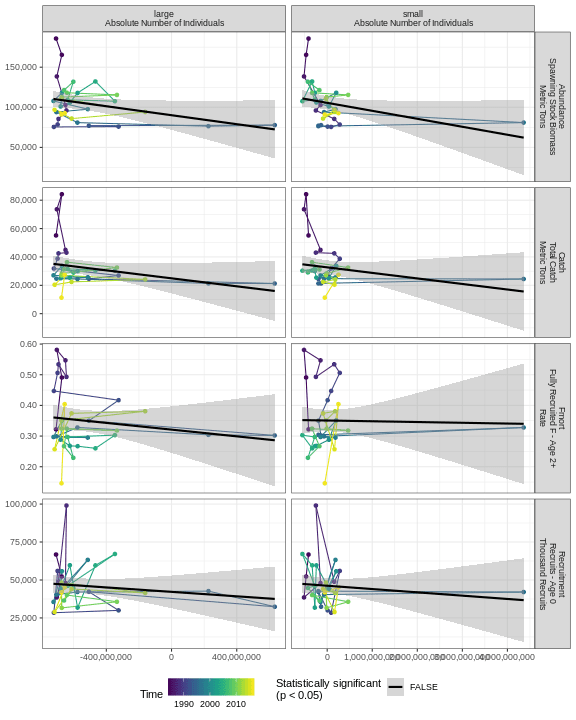 large
Absolute Number of Individuals
small
Absolute Number of Individuals
150,000
100,000
50,000
Abundance
Spawning Stock Biomass
Metric Tons
80,000
60,000
40,000
20,000
0
Catch
Total Catch
Metric Tons
0.60
0.50
0.40
0.30
0.20
Fmort
Fully Recruited F - Age 2+
Rate
100,000
75,000
50,000
25,000
Recruitment
Recruits - Age 0
Thousand Recruits
-400,000,000
0
400,000,000
0
1,000,000,000
2,000,000,000
3,000,000,000
4,000,000,000
Time
1990
2000
2010
Statistically significant
(p < 0.05)
FALSE